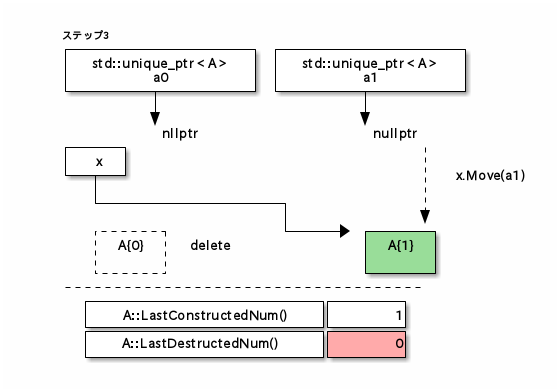 ステップ3
std::unique_ptr < A >
a0
std::unique_ptr < A >
a1
nllptr
nullptr
x
x.Move(a1)
A{0}
delete
A{1}
A::LastConstructedNum()
1
A::LastDestructedNum()
0